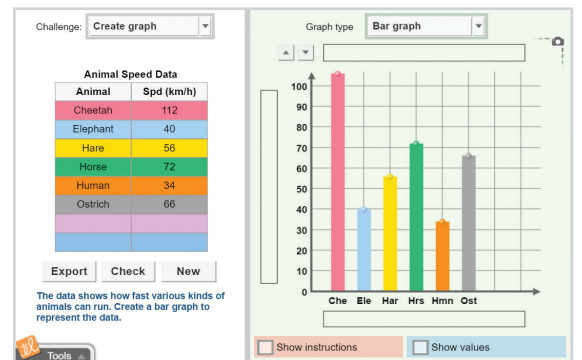 Challenge: Create graph
Animal Speed Data
Animal Spd (km/h)
Cheetah 112
Elephant 40
Hare 56
Horse 72
Human 34
Ostrich 66
Export Check New
The data shows how fast various kinds of
animals can run. Create a bar graph to
represent the data.
Tools
Graph type Bar graph
100
90
80
70
60
50
40
30
20
10
0
Che Ele Har Hrs Hmn Ost
Show instructions Show values